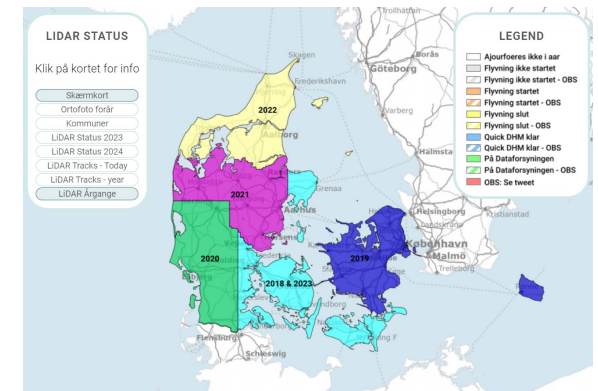 LiDAR STATUS
Klik på kortet for info
Skærmkort
Ortofoto forår
Kommuner
LiDAR Status 2023
LiDAR Status 2024
LiDAR Tracks - Today
LiDAR Tracks - year
LiDAR Årgange
LEGEND
Ajourfoeres ikke i aar
Flyvning ikke startet
Flyvning ikke startet - OBS
Flyvning startet
Flyvning startet - OBS
Flyvning slut
Flyvning slut - OBS
Quick DHM klar
Quick DHM klar - OBS
På Dataforsyningen
På Dataforsyningen - OBS
OBS: Se tweet
Trollhättan
Borås
Göteborg
Skagen
Frederikshavn
Varberg
2022
Aalborg
Halmsta
Grenaa
2021
Aarhus
Helsingborg
Kristianstad
København
Malmö
Trelleborg
2020
2019
2018 & 2023
Flensburg
Schleswig